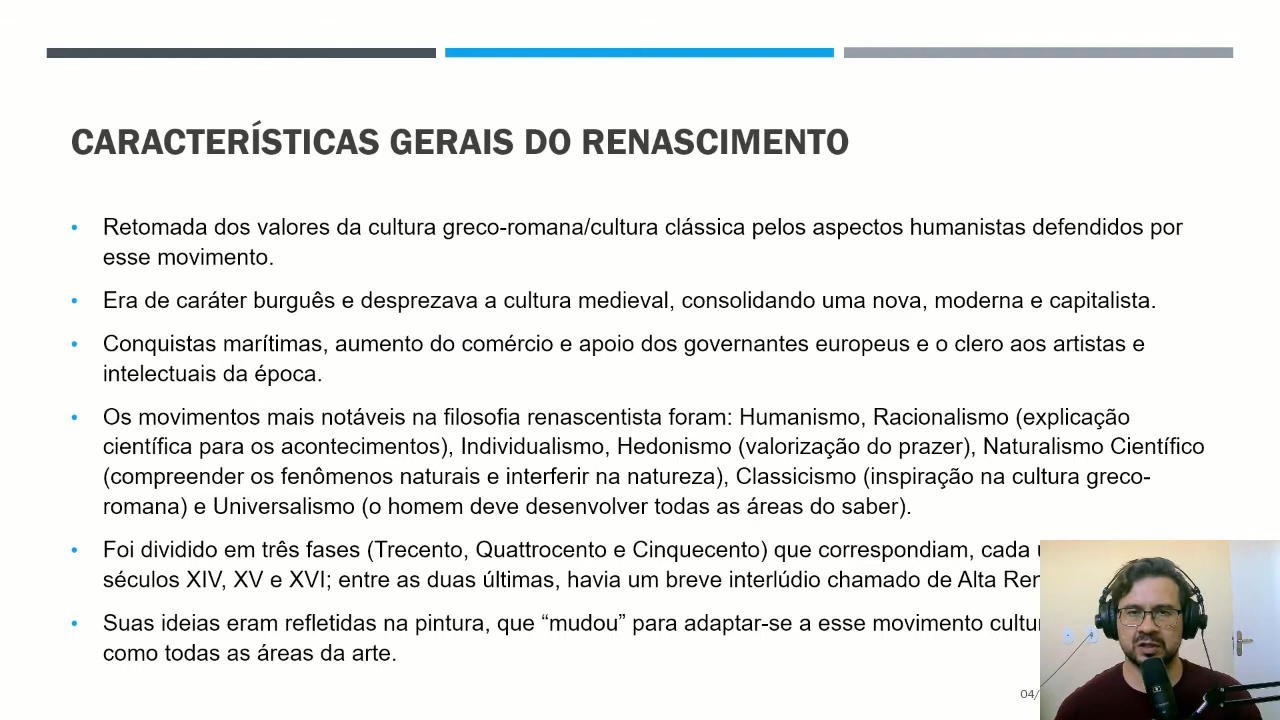 CARACTERÍSTICAS GERAIS DO RENASCIMENTO
• Retomada dos valores da cultura greco-romana/cultura clássica pelos aspectos humanistas defendidos por
esse movimento.
• Era de caráter burguês e desprezava a cultura medieval, consolidando uma nova, moderna e capitalista.
• Conquistas marítimas, aumento do comércio e apoio dos governantes europeus e o clero aos artistas e
intelectuais da época.
• Os movimentos mais notáveis na filosofia renascentista foram: Humanismo, Racionalismo (explicação
científica para os acontecimentos), Individualismo, Hedonismo (valorização do prazer), Naturalismo Científico
(compreender os fenômenos naturais e interferir na natureza), Classicismo (inspiração na cultura greco-
romana) e Universalismo (o homem deve desenvolver todas as áreas do saber).
• Foi dividido em três fases (Trecento, Quattrocento e Cinquecento) que correspondiam, cada
séculos XIV, XV e XVI; entre as duas últimas, havia um breve interlúdio chamado de Alta
• Suas ideias eram refletidas na pintura, que “mudou” para adaptar-se a esse movimento
como todas as áreas da arte.
04/